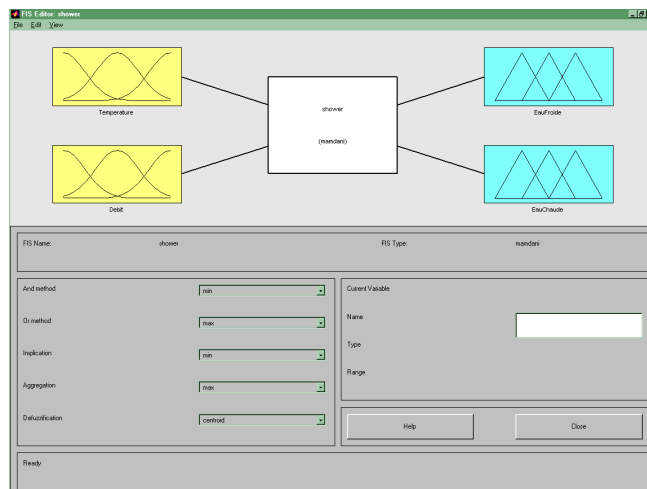 FIS Editor: shower
File Edit View
Temperature
Debit
shower
(mamdani)
EauFroide
EauChaude
FIS Name: shower FIS Type: mamdani
And method min
Or method max
Implication min
Aggregation max
Defuzzification centroid
Current Variable
Name
Type
Range
Help Close
Ready